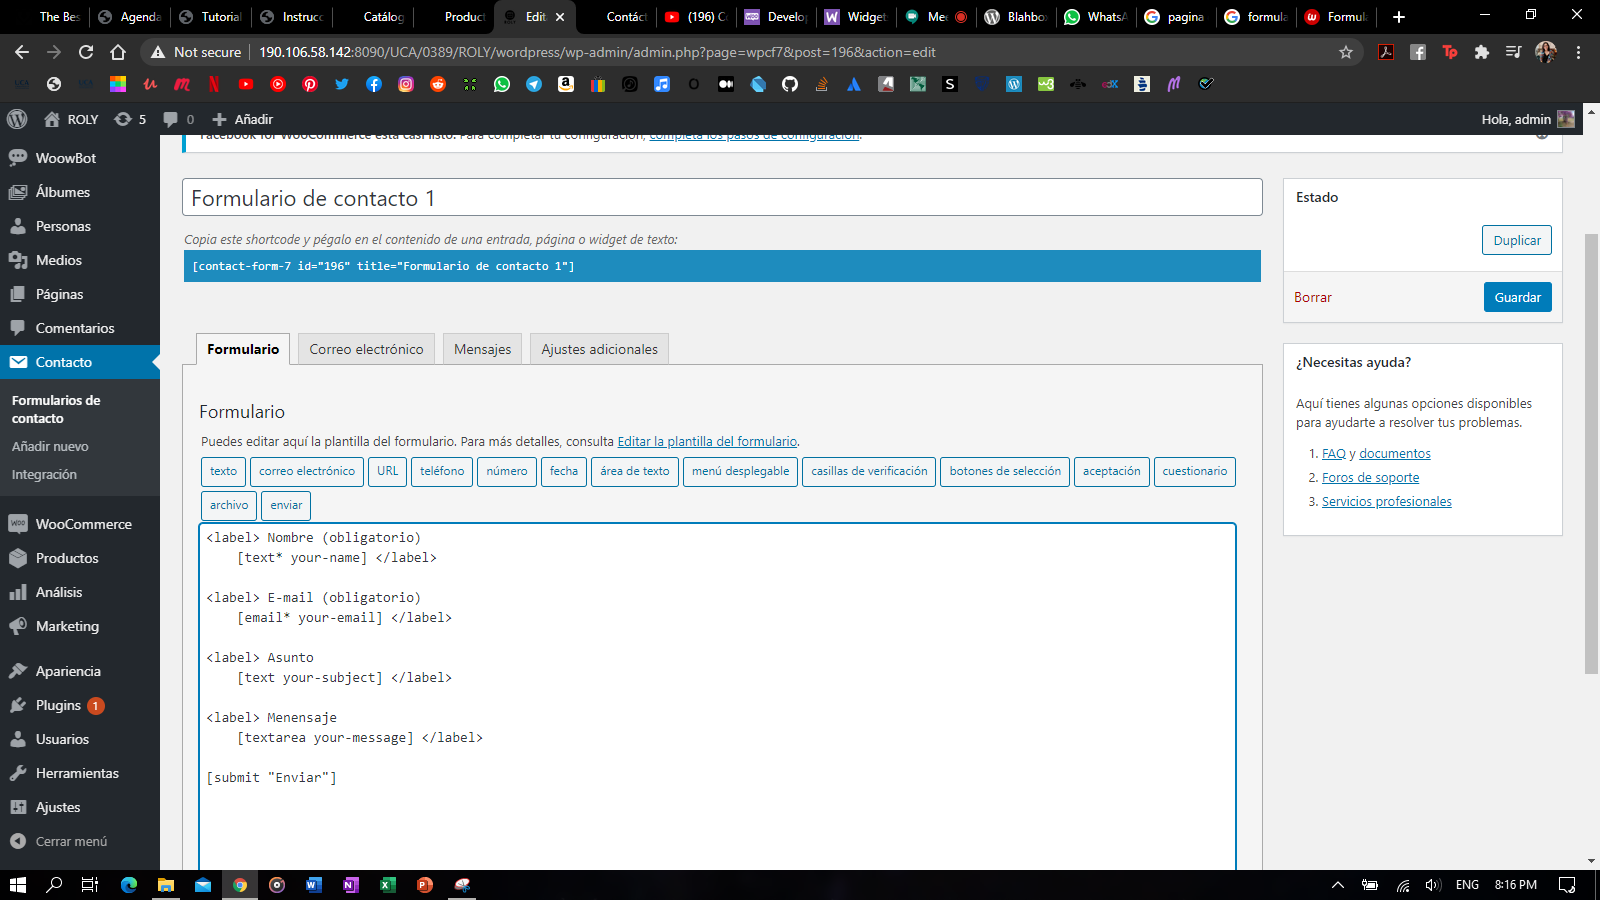 The Bes
Agenda
Tutorial
Instrucc
Catálog
Product
Edit
Contáct
(196) C
Develop
Widget
Mee
Blahbo
WhatsA
pagina
formula
Formula
Not secure
190.106.58.142:8090/UCA/0389/ROLY/wordpress/wp-admin/admin.php?page=wpcf7&post=196&action=edit
ROLY
5
0
Añadir
Hola, admin
Facebook for WooCommerce está casi listo. Para completar tu configuración, completa los pasos de configuración.
WoowBot
Álbumes
Personas
Medios
Páginas
Comentarios
Contacto
Formularios de
contacto
Añadir nuevo
Integración
WooCommerce
Productos
Análisis
Marketing
Apariencia
Plugins 1
Usuarios
Herramientas
Ajustes
Cerrar menú
Formulario de contacto 1
Copia este shortcode y pégalo en el contenido de una entrada, página o widget de texto:
[contact-form-7 id="196" title="Formulario de contacto 1"]
Formulario
Correo electrónico
Mensajes
Ajustes adicionales
Formulario
Puedes editar aquí la plantilla del formulario. Para más detalles, consulta Editar la plantilla del formulario.
texto
correo electrónico
URL
teléfono
número
fecha
área de texto
menú desplegable
casillas de verificación
botones de selección
aceptación
cuestionario
archivo
enviar
<label> Nombre (obligatorio)
[text* your-name] </label>
<label> E-mail (obligatorio)
[email* your-email] </label>
<label> Asunto
[text your-subject] </label>
<label> Menensaje
[textarea your-message] </label>
[submit "Enviar"]
Estado
Duplicar
Borrar
Guardar
¿Necesitas ayuda?
Aquí tienes algunas opciones disponibles
para ayudarte a resolver tus problemas.
1. FAQ y documentos
2. Foros de soporte
3. Servicios profesionales
ENG
8:16 PM